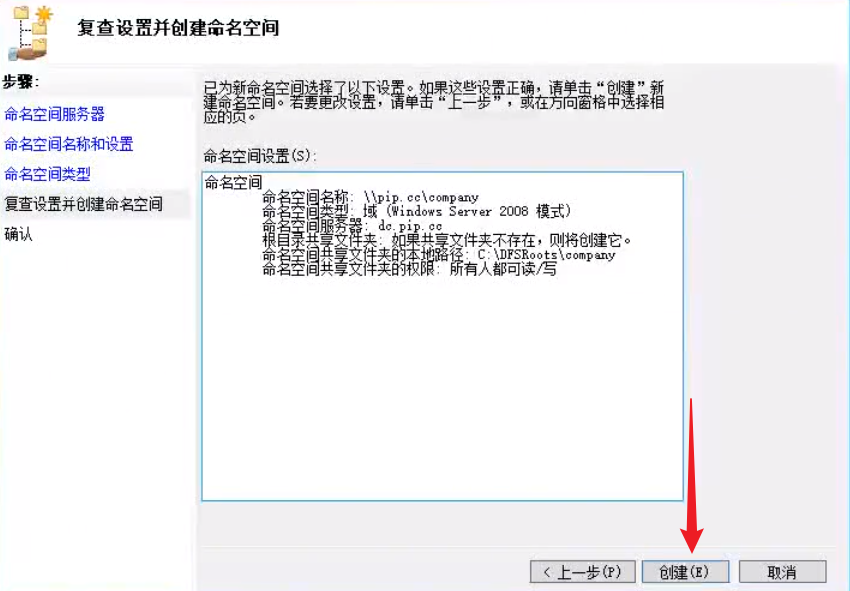 复查设置并创建命名空间
步骤:
命名空间服务器
命名空间名称和设置
命名空间类型
复查设置并创建命名空间
确认
已为新命名空间选择了以下设置。如果这些设置正确，请单击“创建”新
建命名空间。若要更改设置，请单击“上一步”，或在方向窗格中选择相
应的页。
命名空间设置(S):
命名空间
命名空间名称: \\pip.cc\company
命名空间类型: 域 (Windows Server 2008 模式)
命名空间服务器: dc.pip.cc
根目录共享文件夹: 如果共享文件夹不存在，则将创建它。
命名空间共享文件夹的本地路径: C:\DFSRoots\company
命名空间共享文件夹的权限: 所有人都可读/写
< 上一步(P)
创建(E)
取消